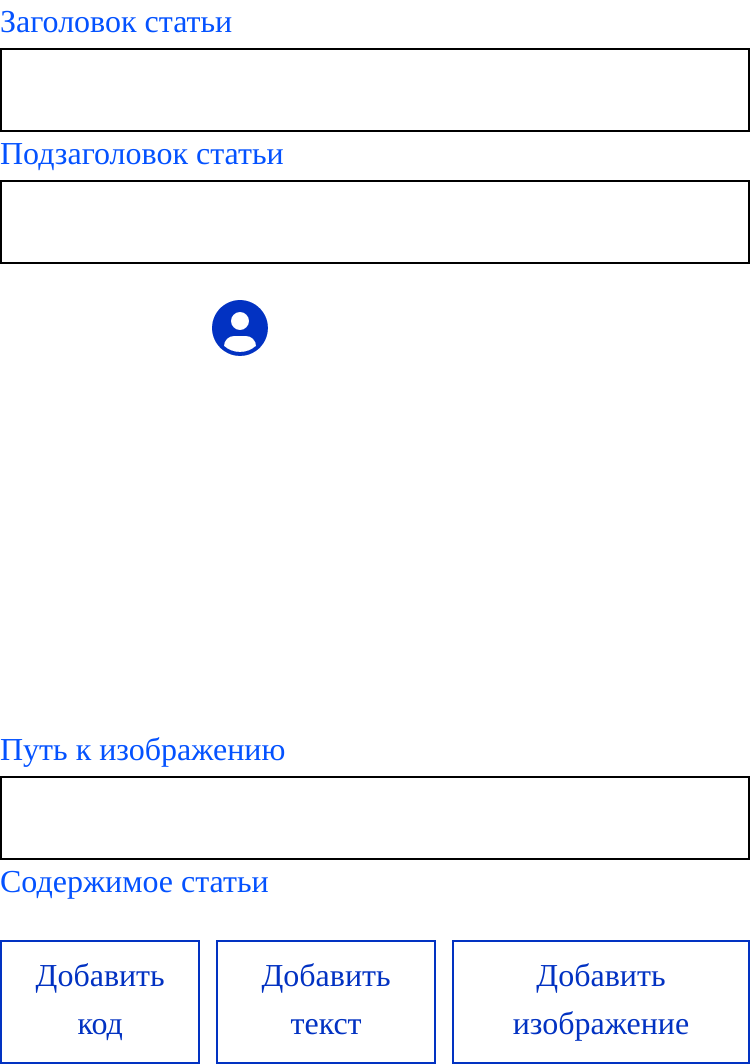 Заголовок статьи
Подзаголовок статьи
Путь к изображению
Содержимое статьи
Добавить код
Добавить текст
Добавить изображение